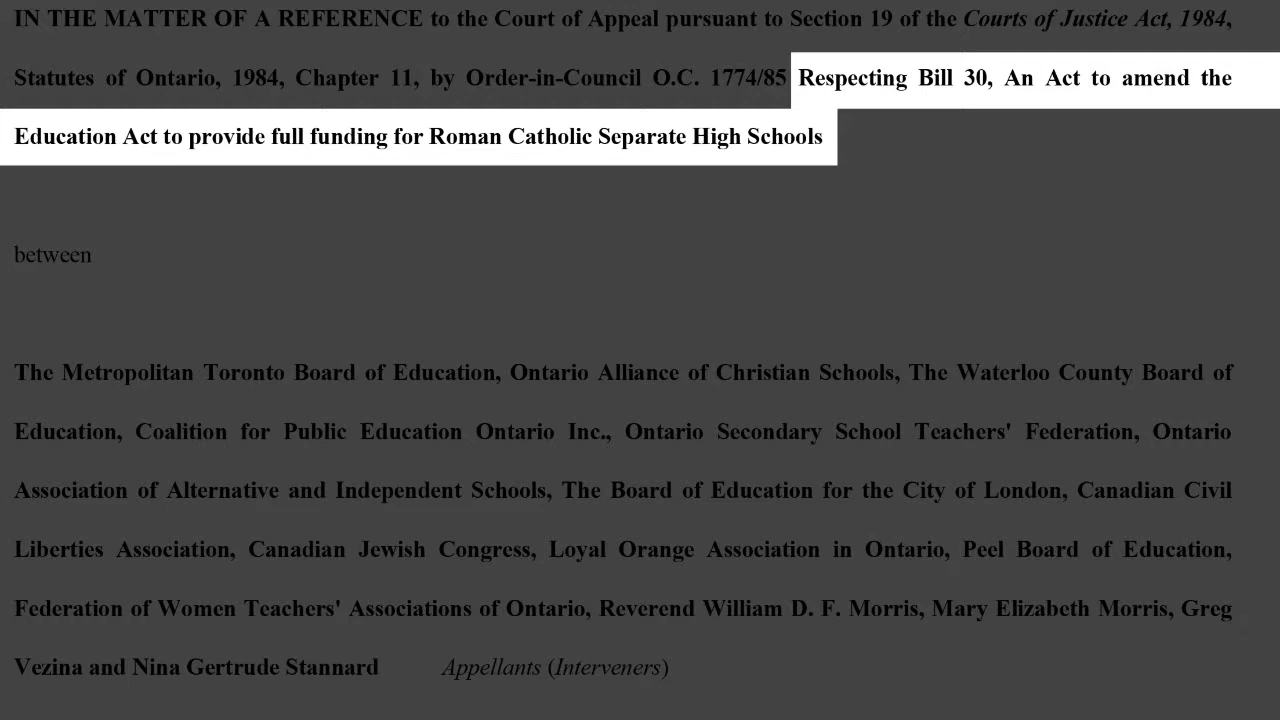 IN THE MATTER OF A REFERENCE to the Court of Appeal pursuant to Section 19 of the Courts of Justice Act, 1984,
Statutes of Ontario, 1984, Chapter 11, by Order-in-Council O.C. 1774/85 Respecting Bill 30, An Act to amend the
Education Act to provide full funding for Roman Catholic Separate High Schools
between
The Metropolitan Toronto Board of Education, Ontario Alliance of Christian Schools, The Waterloo County Board of
Education, Coalition for Public Education Ontario Inc., Ontario Secondary School Teachers' Federation, Ontario
Association of Alternative and Independent Schools, The Board of Education for the City of London, Canadian Civil
Liberties Association, Canadian Jewish Congress, Loyal Orange Association in Ontario, Peel Board of Education,
Federation of Women Teachers' Associations of Ontario, Reverend William D. F. Morris, Mary Elizabeth Morris, Greg
Vezina and Nina Gertrude Stannard Appellants (Interveners)